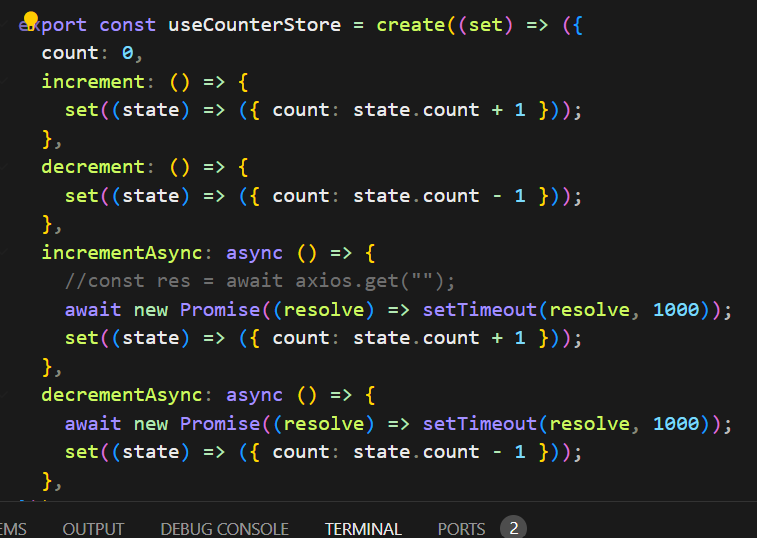 export const useCounterStore = create((set) => ({
  count: 0,
  increment: () => {
    set((state) => ({ count: state.count + 1 }));
  },
  decrement: () => {
    set((state) => ({ count: state.count - 1 }));
  },
  incrementAsync: async () => {
    //const res = await axios.get("");
    await new Promise((resolve) => setTimeout(resolve, 1000));
    set((state) => ({ count: state.count + 1 }));
  },
  decrementAsync: async () => {
    await new Promise((resolve) => setTimeout(resolve, 1000));
    set((state) => ({ count: state.count - 1 }));
  },
EMS OUTPUT DEBUG CONSOLE TERMINAL PORTS 2